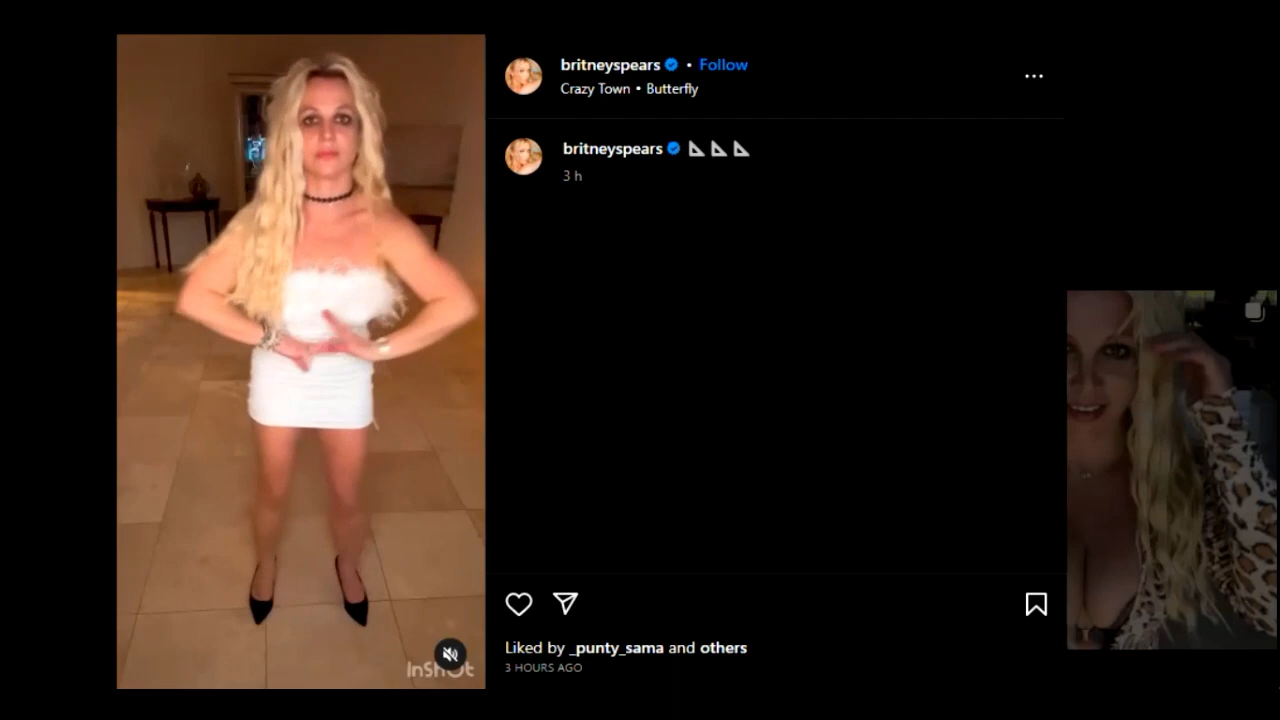 britneyspears • Follow
Crazy Town • Butterfly
britneyspears
3 h
InShOt
Liked by _punty_sama and others
3 HOURS AGO